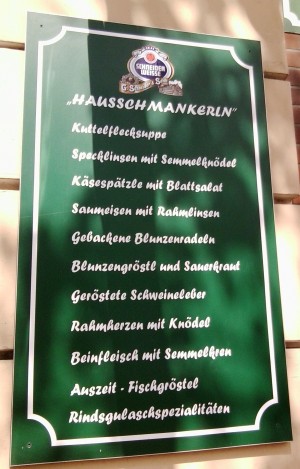 SCHNEIDER
WEISSE
G. S
„HAUSSCHMANKERLN"
Kuttelflecksuppe
Specklinsen mit Semmelknödel
Käsespätzle mit Blattsalat
Saumeisen mit Rahmlinsen
Gebackene Blunzenradeln
Blunzengröstl und Sauerkraut
Geröstete Schweineleber
Rahmherzen mit Knödel
Beinfleisch mit Semmelkren
Auszeit - Fischgröstel
Rindsgulaschspezialitäten